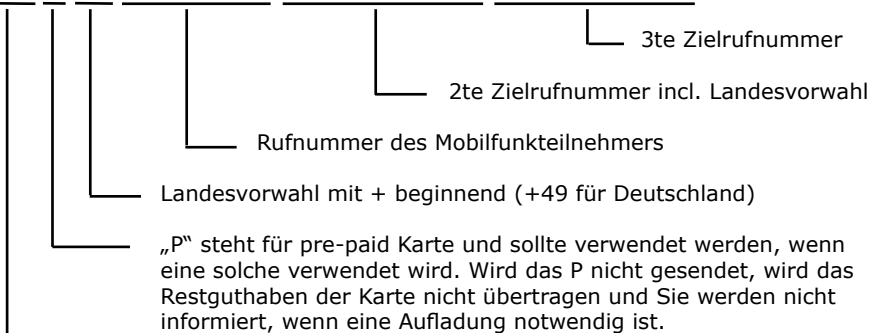 3te Zielrufnummer
2te Zielrufnummer incl. Landesvorwahl
Rufnummer des Mobilfunkteilnehmers
Landesvorwahl mit + beginnend (+49 für Deutschland)
„P“ steht für pre-paid Karte und sollte verwendet werden, wenn
eine solche verwendet wird. Wird das P nicht gesendet, wird das
Restguthaben der Karte nicht übertragen und Sie werden nicht
informiert, wenn eine Aufladung notwendig ist.